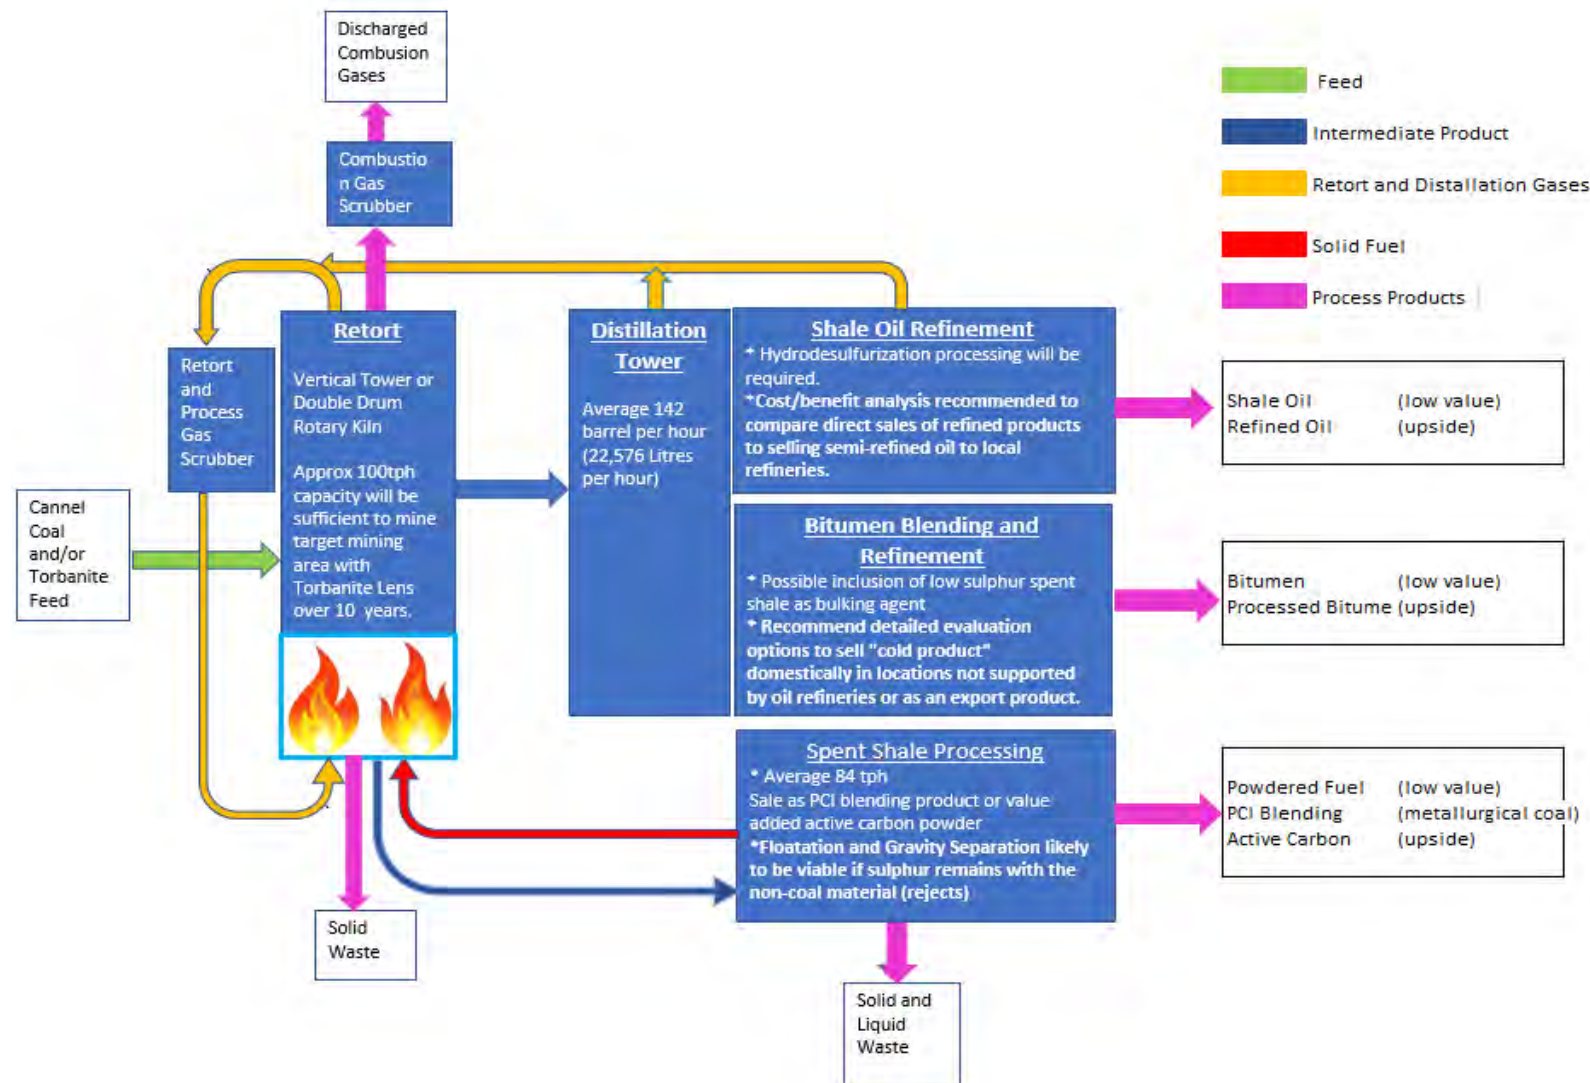 Discharged
Combusion
Gases
Combustio
n Gas
Scrubber
Feed
Intermediate Product
Retort and Distallation Gases
Solid Fuel
Process Products
Retort
and
Process
Gas
Scrubber
Retort
Vertical Tower or
Double Drum
Rotary Kiln
Approx 100tph
capacity will be
sufficient to mine
target mining
area with
Torbanite Lens
over 10 years.
Distillation
Tower
Average 142
barrel per hour
(22,576 Litres
per hour)
Shale Oil Refinement
* Hydrodesulfurization processing will be
required.
*Cost/benefit analysis recommended to
compare direct sales of refined products
to selling semi-refined oil to local
refineries.
Shale Oil (low value)
Refined Oil (upside)
Cannel
Coal
and/or
Torbanite
Feed
Bitumen Blending and
Refinement
* Possible inclusion of low sulphur spent
shale as bulking agent
* Recommend detailed evaluation
options to sell "cold product"
domestically in locations not supported
by oil refineries or as an export product.
Bitumen (low value)
Processed Bitume (upside)
Spent Shale Processing
* Average 84 tph
Sale as PCI blending product or value
added active carbon powder
*Floatation and Gravity Separation likely
to be viable if sulphur remains with the
non-coal material (rejects)
Powdered Fuel (low value)
PCI Blending (metallurgical coal)
Active Carbon (upside)
Solid
Waste
Solid and
Liquid
Waste